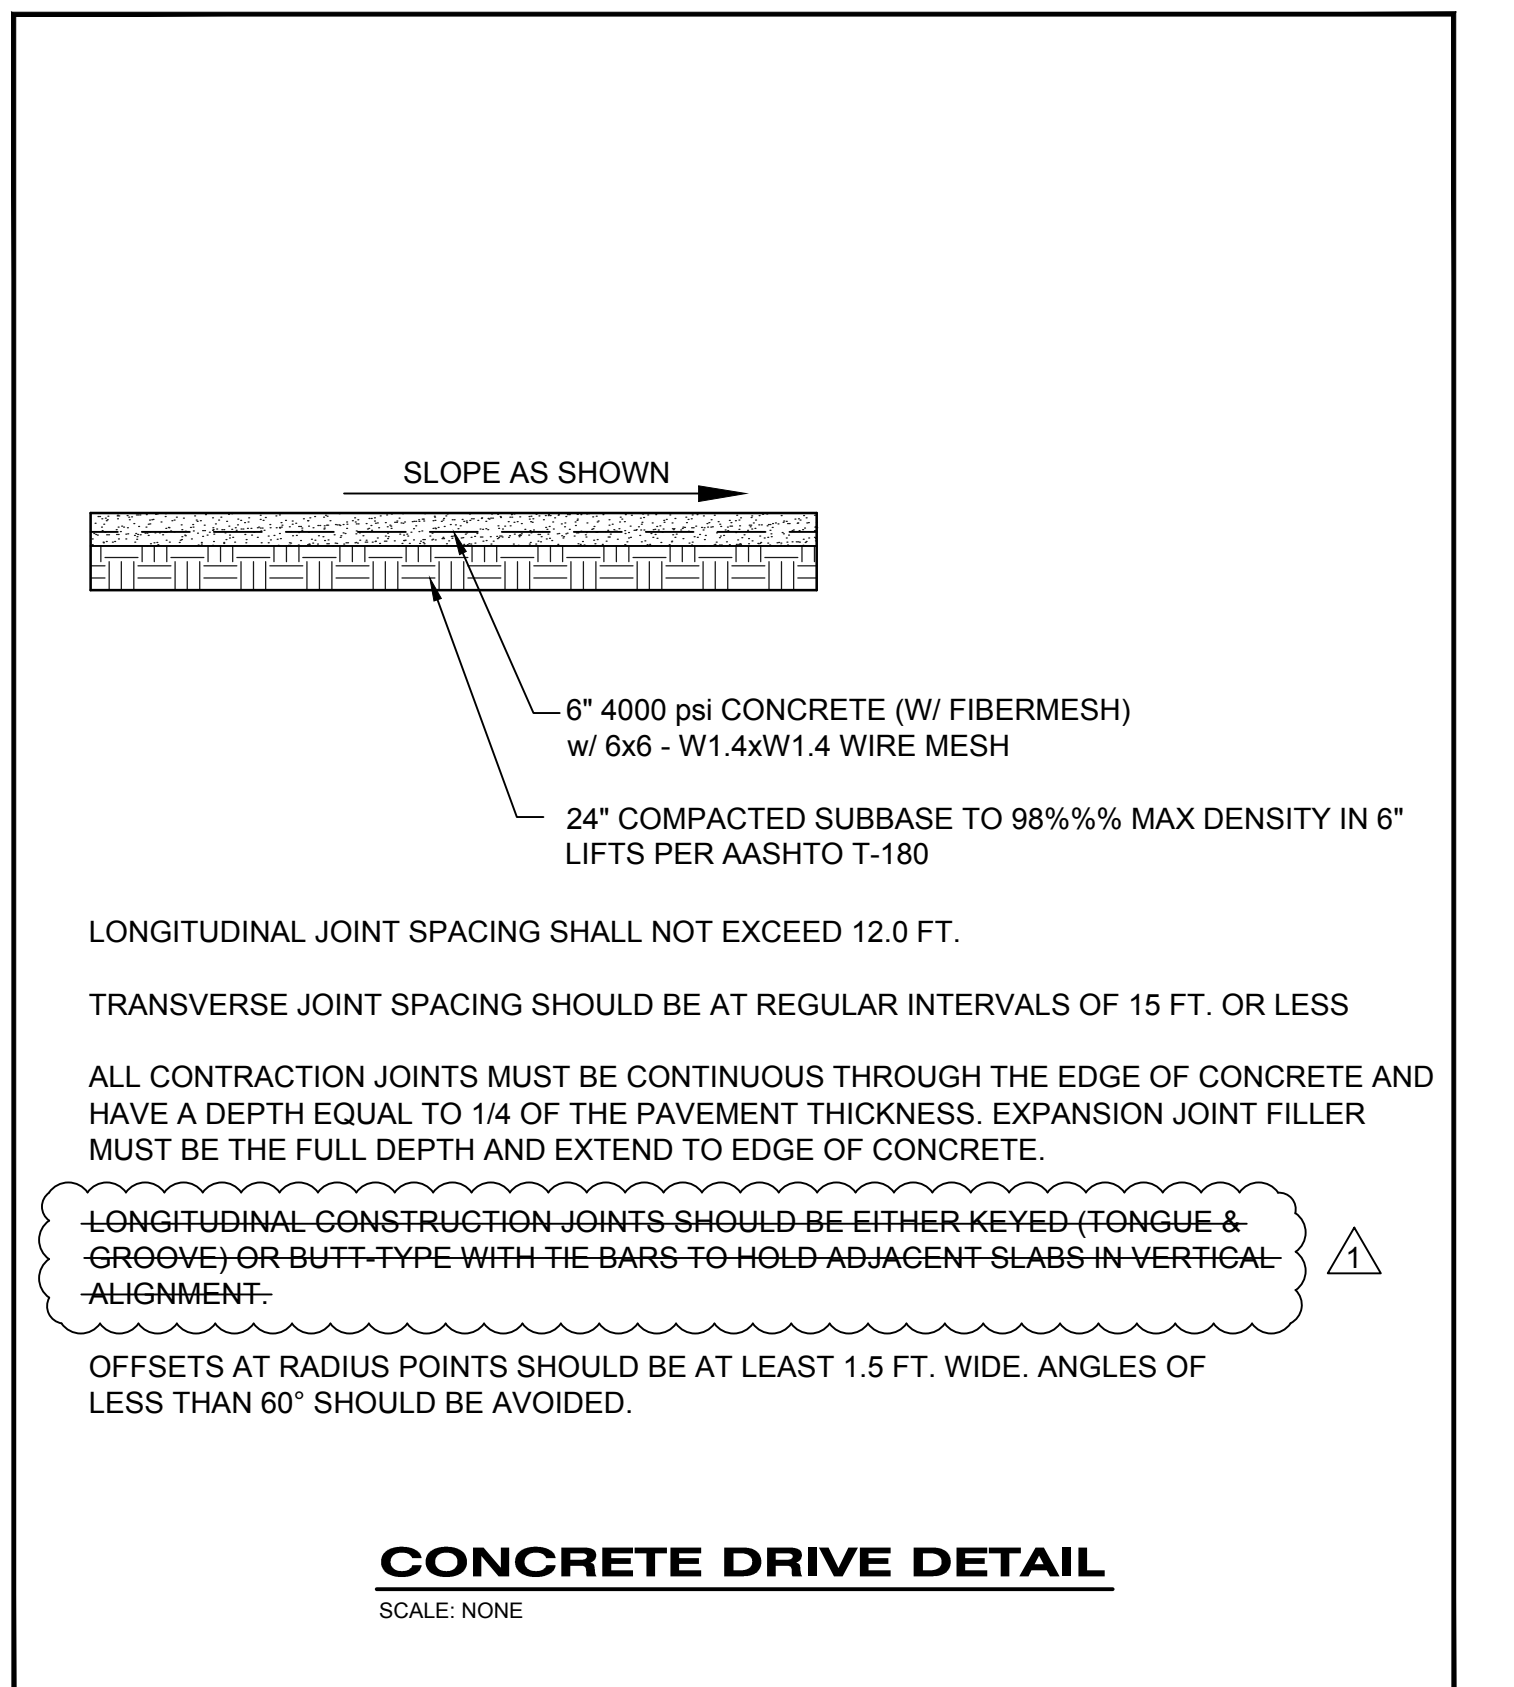 SLOPE AS SHOWN
6" 4000 psi CONCRETE (W/ FIBERMESH)
w/ 6x6 - W1.4xW1.4 WIRE MESH
24" COMPACTED SUBBASE TO 98%%% MAX DENSITY IN 6"
LIFTS PER AASHTO T-180
LONGITUDINAL JOINT SPACING SHALL NOT EXCEED 12.0 FT.
TRANSVERSE JOINT SPACING SHOULD BE AT REGULAR INTERVALS OF 15 FT. OR LESS
ALL CONTRACTION JOINTS MUST BE CONTINUOUS THROUGH THE EDGE OF CONCRETE AND
HAVE A DEPTH EQUAL TO 1/4 OF THE PAVEMENT THICKNESS. EXPANSION JOINT FILLER
MUST BE THE FULL DEPTH AND EXTEND TO EDGE OF CONCRETE.
LONGITUDINAL CONSTRUCTION JOINTS SHOULD BE EITHER KEYED (TONGUE &
GROOVE) OR BUTT-TYPE WITH TIE BARS TO HOLD ADJACENT SLABS IN VERTICAL
ALIGNMENT.
1
OFFSETS AT RADIUS POINTS SHOULD BE AT LEAST 1.5 FT. WIDE. ANGLES OF
LESS THAN 60° SHOULD BE AVOIDED.
CONCRETE DRIVE DETAIL
SCALE: NONE